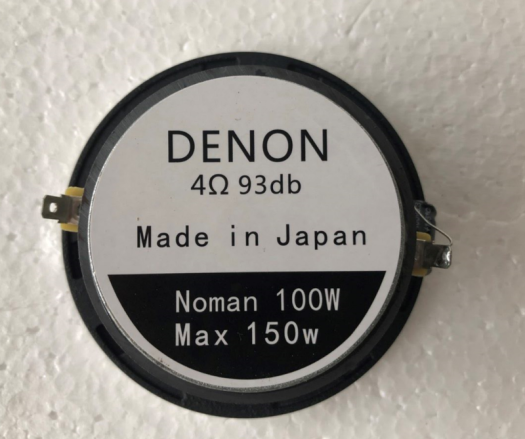 DENON
4Ω 93db
Made in Japan
Noman 100W
Max 150w